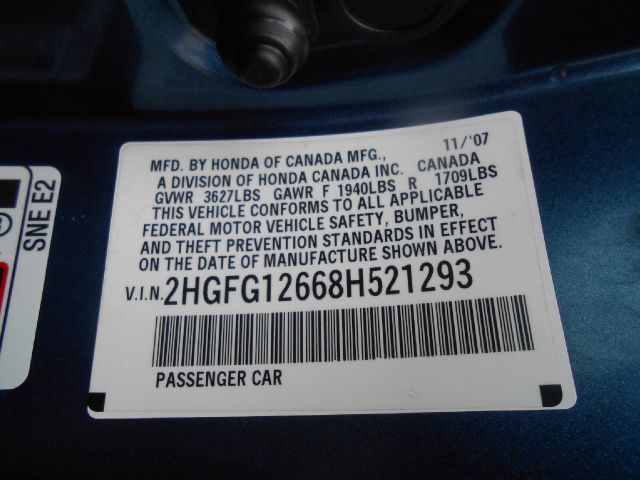 MFD. BY HONDA OF CANADA MFG., 11/'07
A DIVISION OF HONDA CANADA INC. CANADA
GVWR 3627LBS GAWR F 1940LBS R 1709LBS
THIS VEHICLE CONFORMS TO ALL APPLICABLE
FEDERAL MOTOR VEHICLE SAFETY, BUMPER,
AND THEFT PREVENTION STANDARDS IN EFFECT
ON THE DATE OF MANUFACTURE SHOWN ABOVE.
V.I.N. 2HGFG12668H521293
PASSENGER CAR
SNE E2